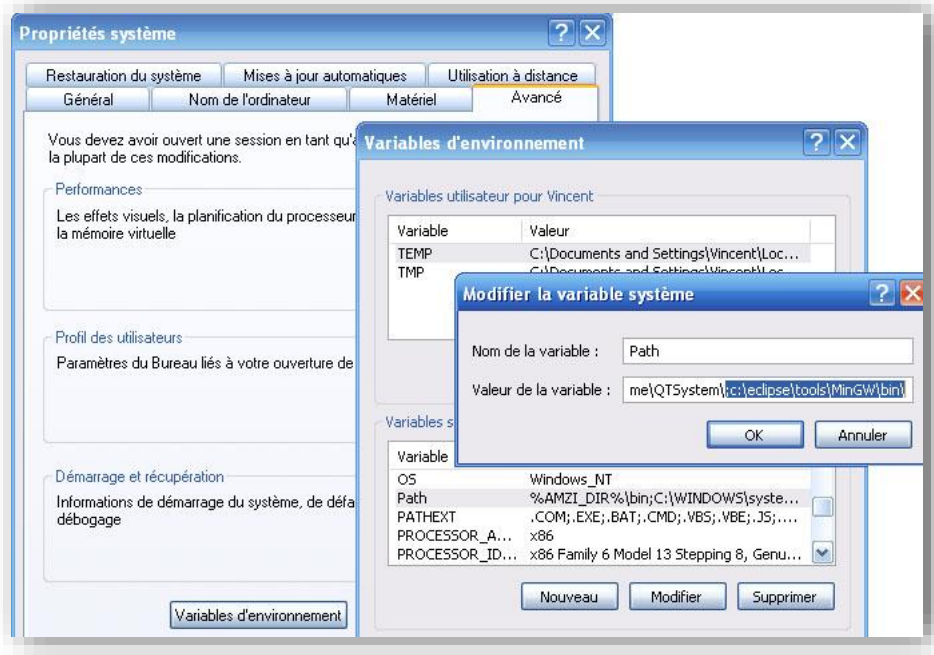 Propriétés système
Restauration du système Mises à jour automatiques Utilisation à distance
Général Nom de l'ordinateur Matériel Avancé
Vous devez avoir ouvert une session en tant qu'a
la plupart de ces modifications.
Performances
Les effets visuels, la planification du processeur
la mémoire virtuelle
Profil des utilisateurs
Paramètres du Bureau liés à votre ouverture de
Démarrage et récupération
Informations de démarrage du système, de défa
débogage
Variables d'environnement
Variables d'environnement
Variables utilisateur pour Vincent
Variable Valeur
TEMP C:\Documents and Settings\Vincent\Loc...
TMP C:\Documents and Settings\Vincent\Loc...
Modifier la variable système
Nom de la variable : Path
Valeur de la variable : me\QTSystem\;c:\eclipse\tools\MinGW\bin\
OK Annuler
Variables s
Variable
OS Windows_NT
Path %AMZI_DIR%\bin;C:\WINDOWS\syste...
PATHEXT .COM;.EXE;.BAT;.CMD;.VBS;.VBE;.JS;....
PROCESSOR_A... x86
PROCESSOR_ID... x86 Family 6 Model 13 Stepping 8, Genu...
Nouveau Modifier Supprimer